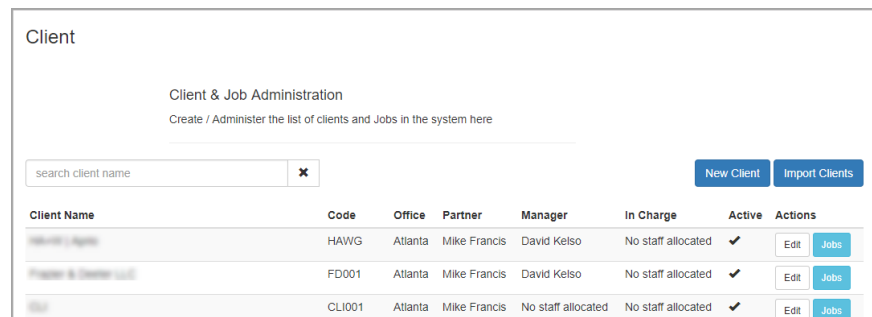 Client
Client & Job Administration
Create / Administer the list of clients and Jobs in the system here
search client name
New Client Import Clients
Client Name Code Office Partner Manager In Charge Active Actions
HAWG Atlanta Mike Francis David Kelso No staff allocated Edit Jobs
FD001 Atlanta Mike Francis David Kelso No staff allocated Edit Jobs
CLI001 Atlanta Mike Francis No staff allocated No staff allocated Edit Jobs